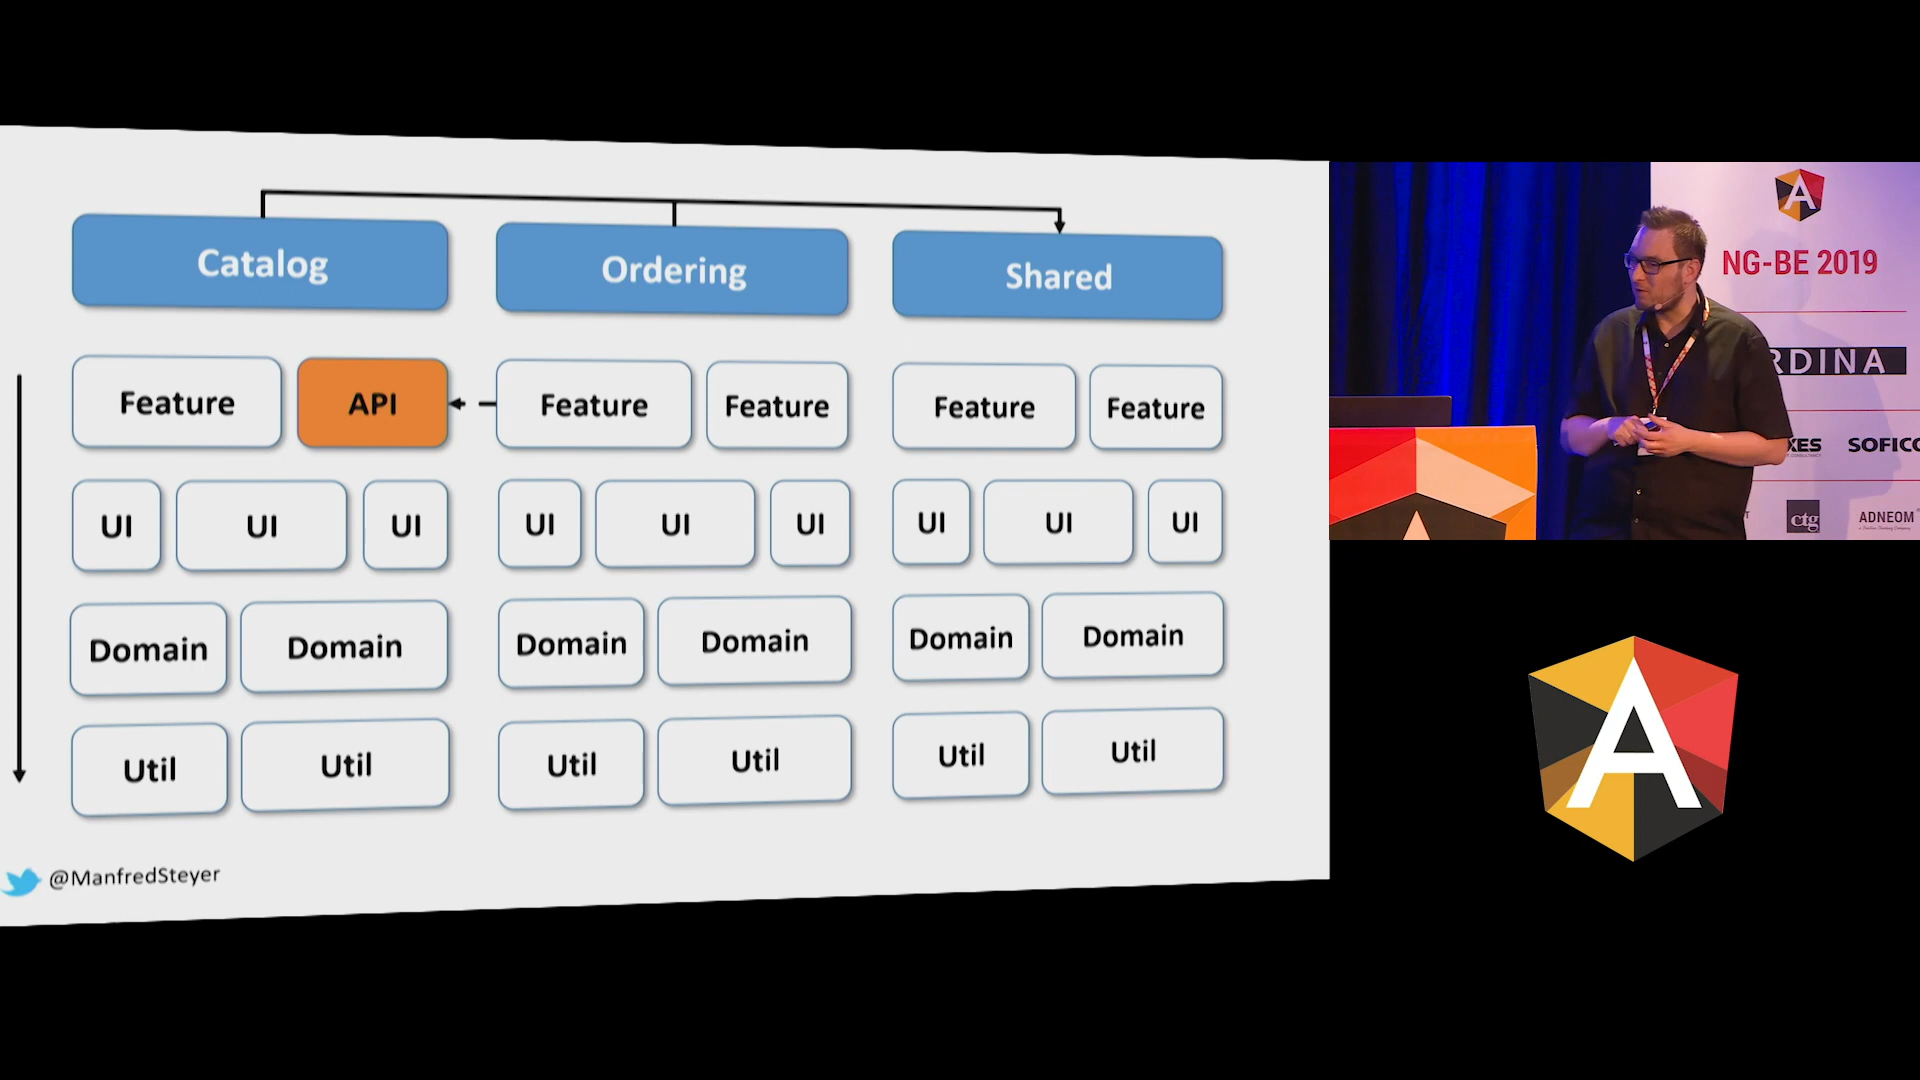 Catalog Ordering Shared
Feature API Feature Feature Feature Feature
UI UI UI UI UI UI UI UI UI
Domain Domain Domain Domain Domain Domain
Util Util Util Util Util Util
@ManfredSteyer
A
NG-BE 2019
RDINA
XES SOFICO
ctg ADNEOM
A